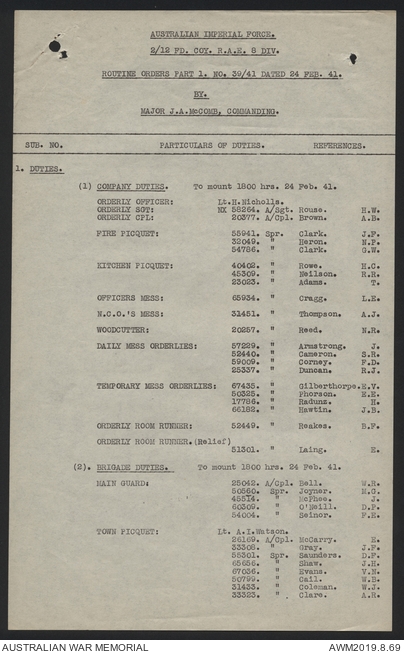 AUSTRALIAN IMPERIAL FORCE.
2/12 FD. COY. R.A.E. 8 DIV.
ROUTINE ORDERS PART 1. NO. 39/41 DATED 24 FEB. 41.
BY.
MAJOR J.A.McCOMB, COMMANDING.
SUB. NO. PARTICULARS OF DUTIES. REFERENCES.
1. DUTIES.
(1) COMPANY DUTIES. To mount 1800 hrs. 24 Feb. 41.
ORDERLY OFFICER: Lt.H.Nicholls.
ORDERLY SGT: NX 58264. A/Sgt. Rouse. H.W.
ORDERLY CPL: 20377. A/Cpl. Brown. A.B.
FIRE PICQUET: 55941. Spr. Clark. J.F.
32049. " Heron. N.P.
54786. " Clark. G.W.
KITCHEN PICQUET: 40402. " Rowe. H.C.
45309. " Neilson. R.R.
23023. " Adams. T.
OFFICERS MESS: 65934. " Cragg. L.E.
N.C.O.'S MESS: 31451. " Thompson. A.J.
WOODCUTTER: 20257. " Reed. N.R.
DAILY MESS ORDERLIES: 57229. " Armstrong. J.
52440. " Cameron. S.R.
59009. " Corney. F.D.
25337. " Duncan. R.J.
TEMPORARY MESS ORDERLIES: 67435. " Gilberthorpe.E.V.
50325. " Phorson. E.E.
17786. " Radunz. H.
66182. " Hawtin. J.B.
ORDERLY ROOM RUNNER: 52449. " Reakes. B.F.
ORDERLY ROOM RUNNER.(Relief)
51301. " Laing. E.
(2). BRIGADE DUTIES. To mount 1800 hrs. 24 Feb. 41.
MAIN GUARD: 25042. A/Cpl. Bell. W.R.
50560. Spr. Joyner. M.G.
45514. " McPhee. J.
60309. " O'Neill. D.P.
54004. " Seinor. F.E.
TOWN PICQUET: Lt. A.I.Watson.
26169. A/Cpl. McCarry. E.
33308. " Gray. J.F.
55301. Spr. Saunders. D.F.
65656. " Shaw. J.H.
67036. " Evans. V.N.
50799. " Cail. W.B.
31433. " Coleman. W.J.
33323. " Clare. A.R.
AUSTRALIAN WAR MEMORIAL AWM2019.8.69